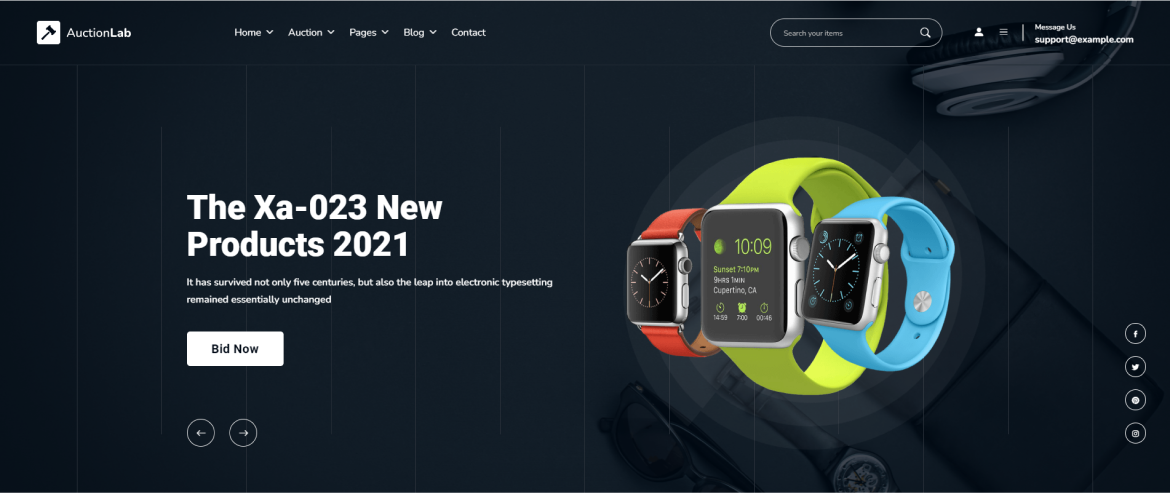 AuctionLab
Home
Auction
Pages
Blog
Contact
Search your items
Message Us
support@example.com
The Xa-023 New
Products 2021
It has survived not only five centuries, but also the leap into electronic typesetting
remained essentially unchanged
Bid Now
10:09
Sunset 7:10PM
9HRS 1MIN
Cupertino, CA
14:59 7:00 00:46